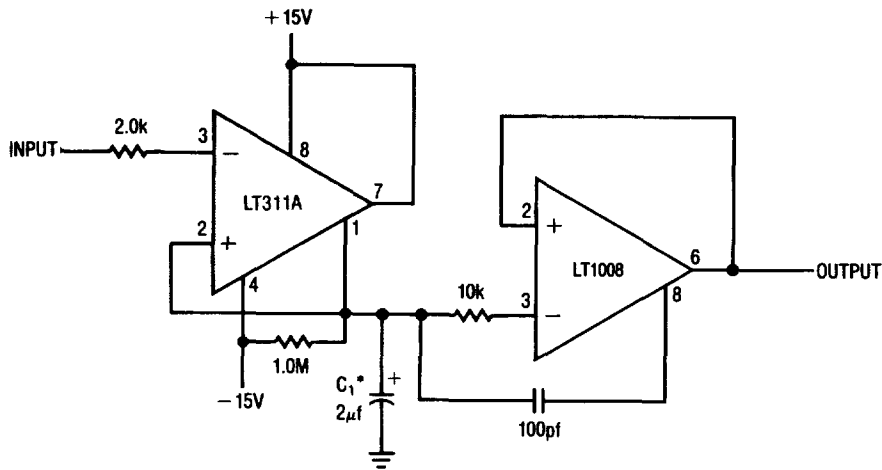 +15V
INPUT
2.0k
3
−
8
LT311A
7
1
2
+
4
1.0M
−15V
C1*
2µf
+
10k
2
+
LT1008
3
−
6
8
OUTPUT
100pf